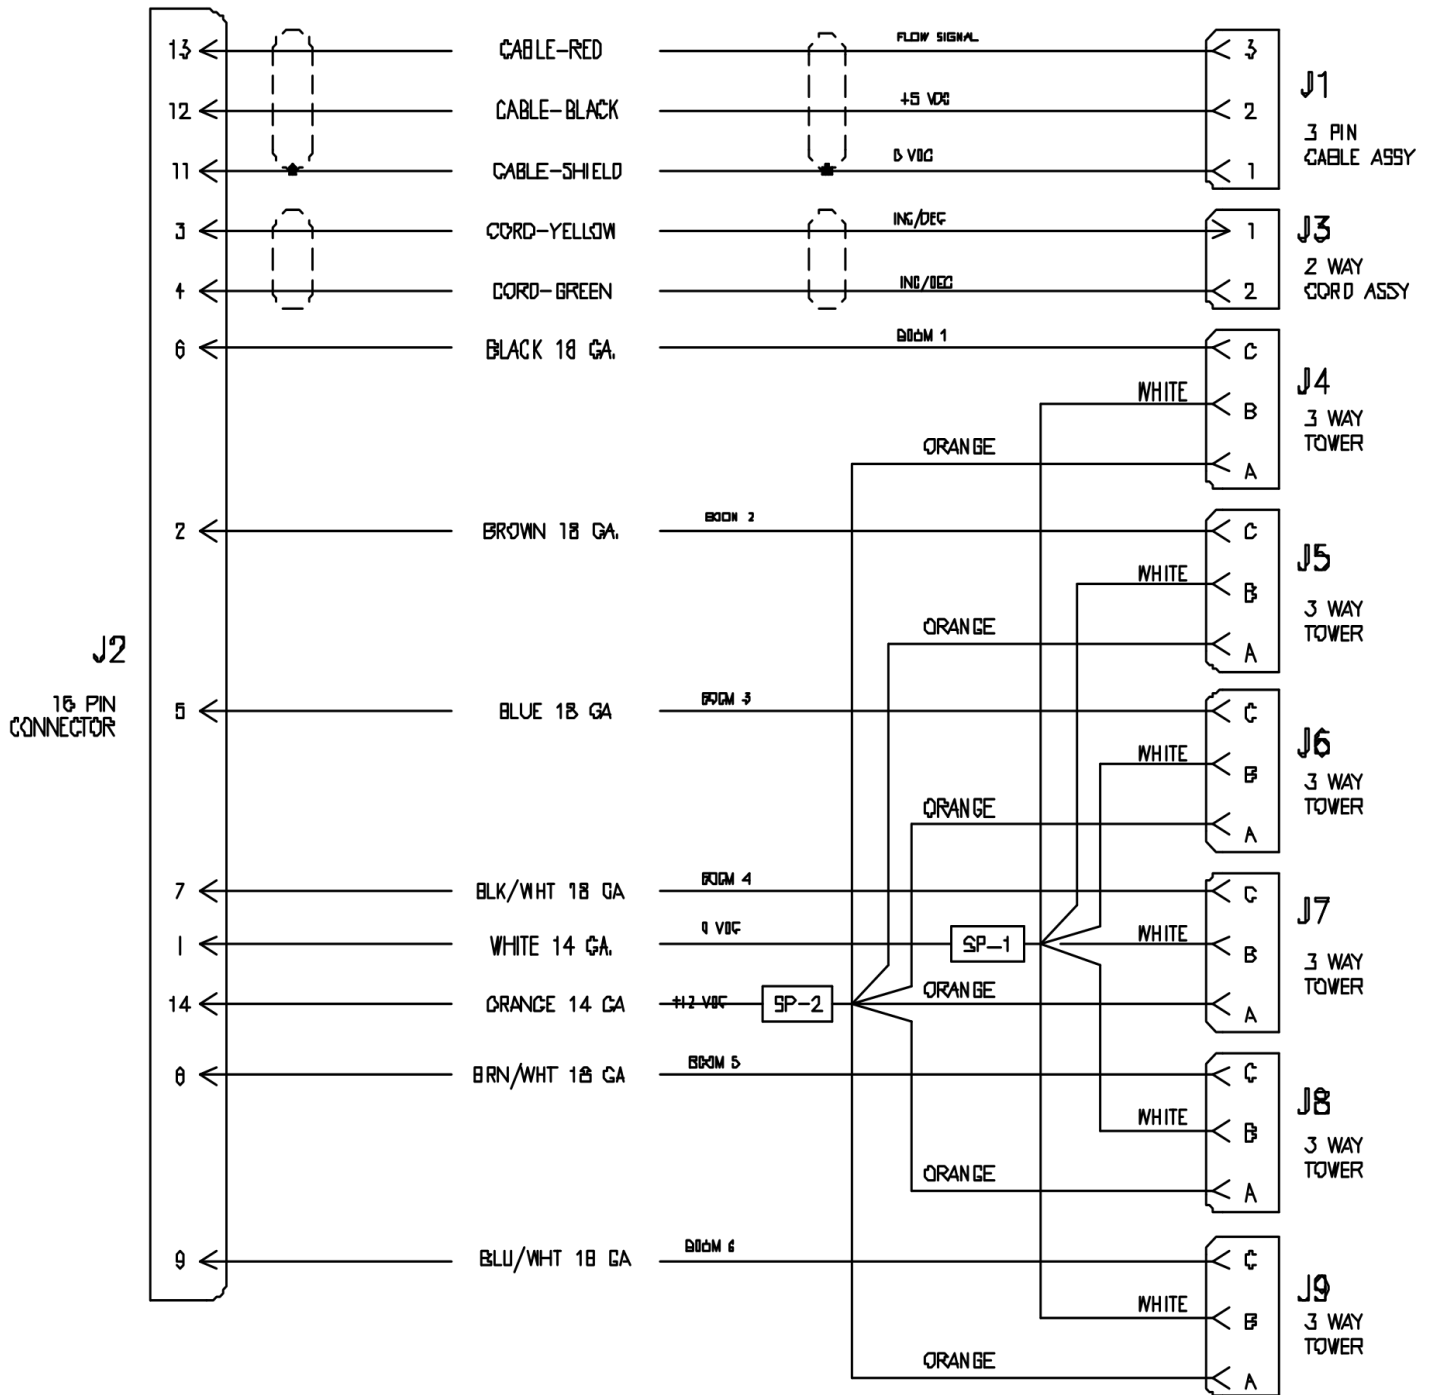 13 CABLE-RED FLOW SIGNAL 3
J1
12 CABLE-BLACK +5 VDC 2
3 PIN
CABLE ASSY
11 CABLE-SHIELD 0 VDC 1
3 CORD-YELLOW INC/DEC 1
J3
2 WAY
CORD ASSY
4 CORD-GREEN INC/DEC 2
6 BLACK 18 GA. BOOM 1 C
J4
WHITE B
3 WAY
TOWER
ORANGE A
2 BROWN 18 GA. BOOM 2 C
J5
WHITE B
3 WAY
TOWER
ORANGE A
J2
16 PIN
CONNECTOR
5 BLUE 18 GA BOOM 3 C
J6
WHITE B
3 WAY
TOWER
ORANGE A
7 BLK/WHT 18 GA BOOM 4 C
J7
1 WHITE 14 GA. 0 VDC SP-1 WHITE B
3 WAY
TOWER
14 ORANGE 14 GA +12 VDC SP-2 ORANGE A
8 BRN/WHT 18 GA BOOM 5 C
J8
WHITE B
3 WAY
TOWER
ORANGE A
9 BLU/WHT 18 GA BOOM 6 C
J9
WHITE B
3 WAY
TOWER
ORANGE A